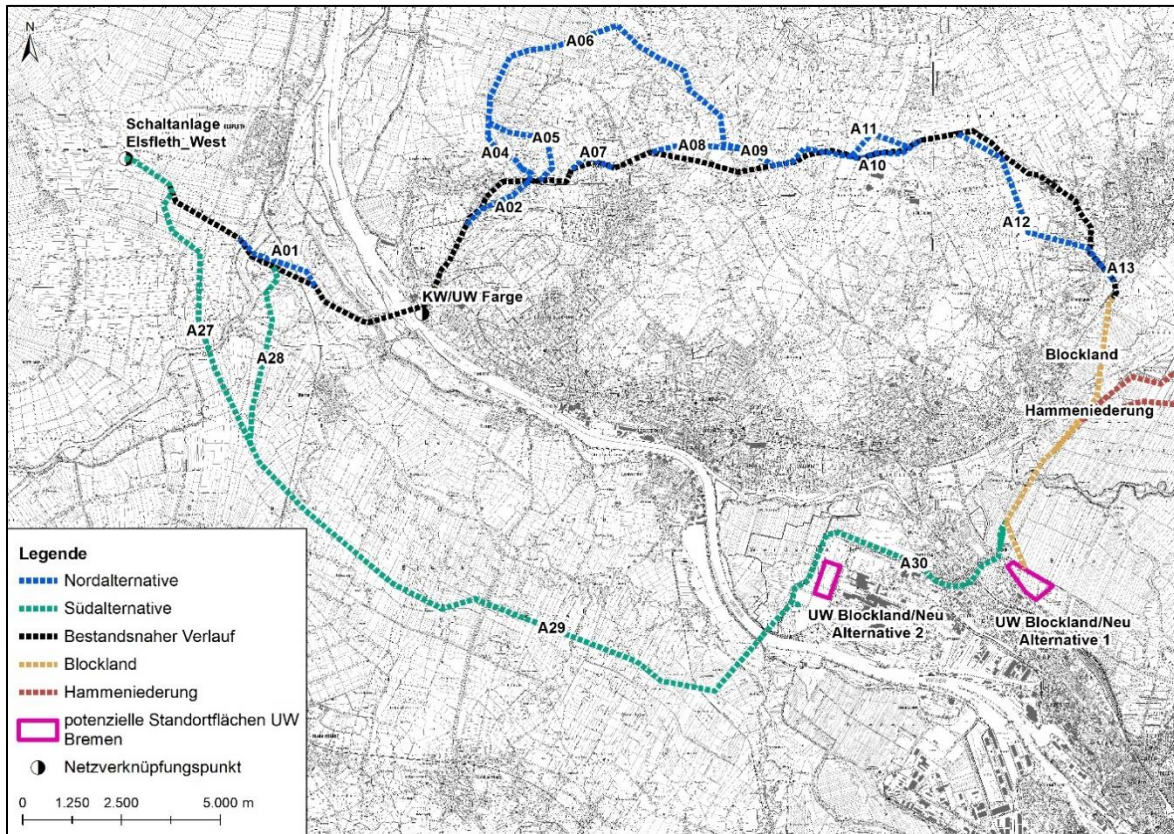 N
A06
A11
Schaltanlage
Elsfleth_West
A05
A04
A07
A08
A09
A10
A02
A12
A01
A13
KW/UW Farge
A27
A28
Blockland
Hammeniederung
A30
A29
UW Blockland/Neu
Alternative 2
UW Blockland/Neu
Alternative 1
Legende
Nordalternative
Südalternative
Bestandsnaher Verlauf
Blockland
Hammeniederung
potenzielle Standortflächen UW
Bremen
Netzverknüpfungspunkt
0 1.250 2.500 5.000 m